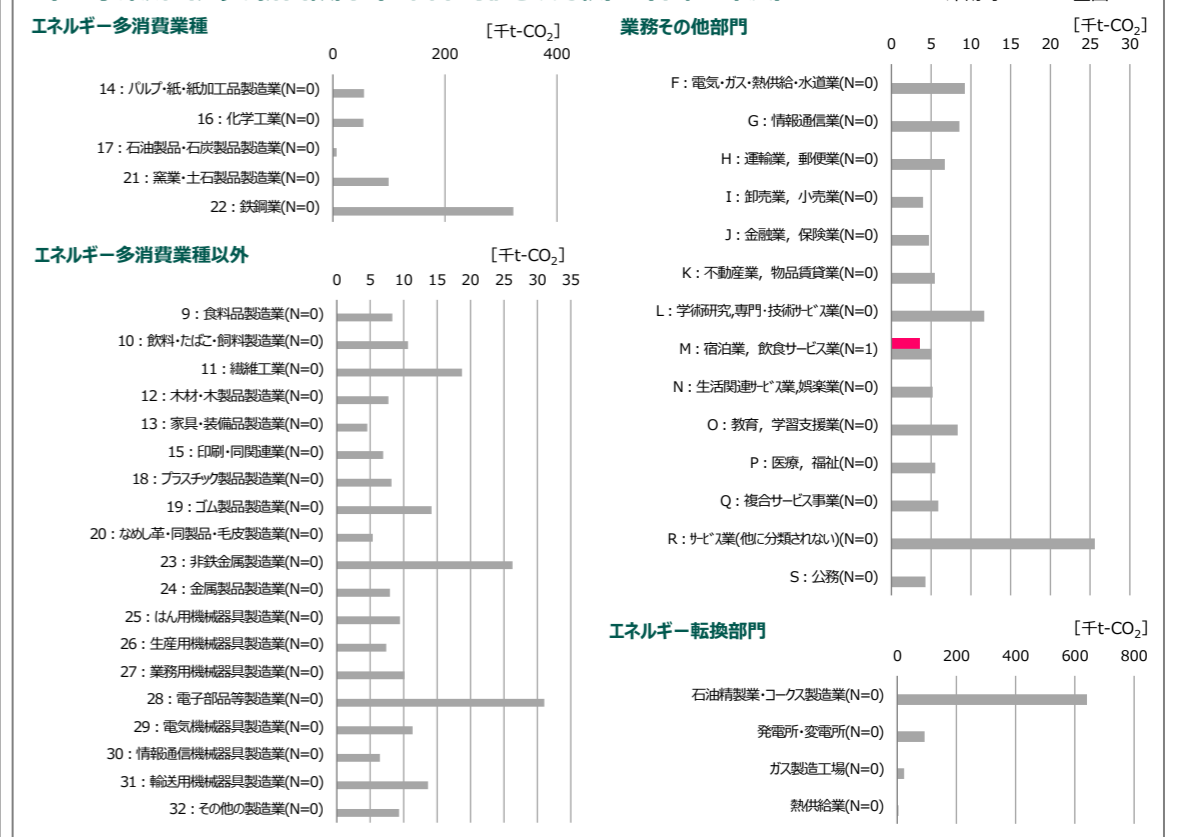 エネルギー多消費業種
[千t-CO2]
0 200 400
14：パルプ・紙・紙加工品製造業(N=0)
16：化学工業(N=0)
17：石油製品・石炭製品製造業(N=0)
21：窯業・土石製品製造業(N=0)
22：鉄鋼業(N=0)
エネルギー多消費業種以外
[千t-CO2]
0 5 10 15 20 25 30 35
9：食料品製造業(N=0)
10：飲料・たばこ・飼料製造業(N=0)
11：繊維工業(N=0)
12：木材・木製品製造業(N=0)
13：家具・装備品製造業(N=0)
15：印刷・同関連業(N=0)
18：プラスチック製品製造業(N=0)
19：ゴム製品製造業(N=0)
20：なめし革・同製品・毛皮製造業(N=0)
23：非鉄金属製造業(N=0)
24：金属製品製造業(N=0)
25：はん用機械器具製造業(N=0)
26：生産用機械器具製造業(N=0)
27：業務用機械器具製造業(N=0)
28：電子部品等製造業(N=0)
29：電気機械器具製造業(N=0)
30：情報通信機械器具製造業(N=0)
31：輸送用機械器具製造業(N=0)
32：その他の製造業(N=0)
業務その他部門
[千t-CO2]
0 5 10 15 20 25 30
F：電気・ガス・熱供給・水道業(N=0)
G：情報通信業(N=0)
H：運輸業，郵便業(N=0)
I：卸売業，小売業(N=0)
J：金融業，保険業(N=0)
K：不動産業，物品賃貸業(N=0)
L：学術研究,専門・技術サービス業(N=0)
M：宿泊業，飲食サービス業(N=1)
N：生活関連サービス業,娯楽業(N=0)
O：教育，学習支援業(N=0)
P：医療，福祉(N=0)
Q：複合サービス事業(N=0)
R：サービス業(他に分類されない)(N=0)
S：公務(N=0)
エネルギー転換部門
[千t-CO2]
0 200 400 600 800
石油精製業・コークス製造業(N=0)
発電所・変電所(N=0)
ガス製造工場(N=0)
熱供給業(N=0)